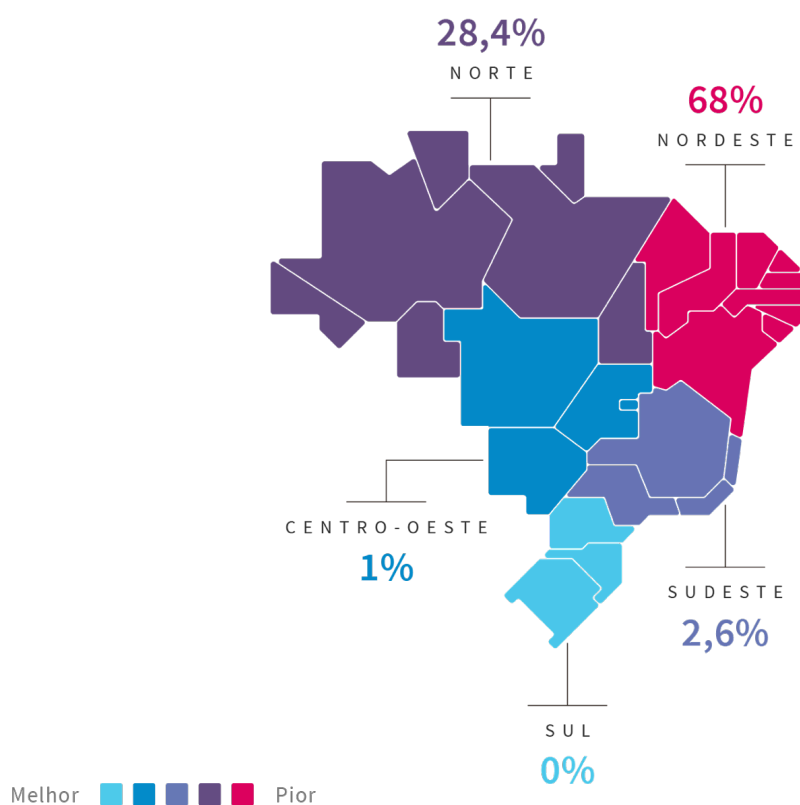 28,4%
NORTE
68%
NORDESTE
CENTRO-OESTE
1%
SUDESTE
2,6%
SUL
0%
Melhor
Pior